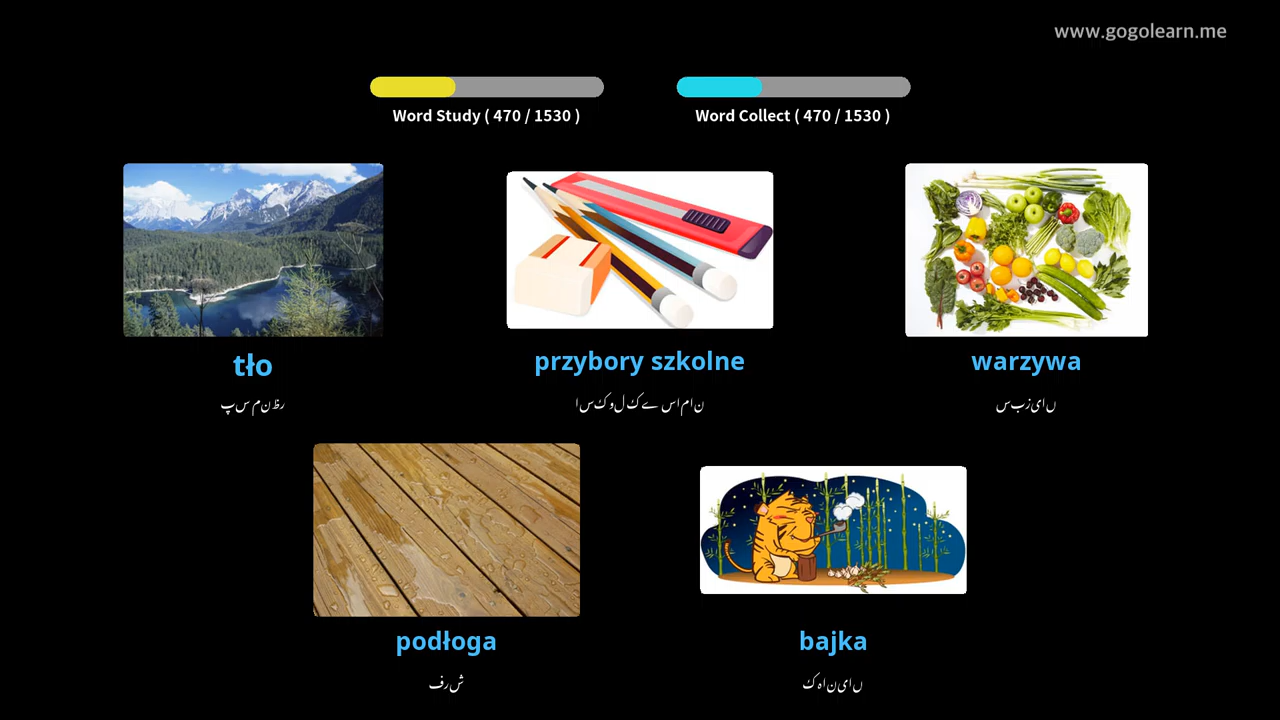 www.gogolearn.me
Word Study ( 470 / 1530 )
Word Collect ( 470 / 1530 )
tło
przybory szkolne
warzywa
پس منظر
اسکول کے سامان
سبزیاں
podłoga
bajka
فرش
کہانیاں